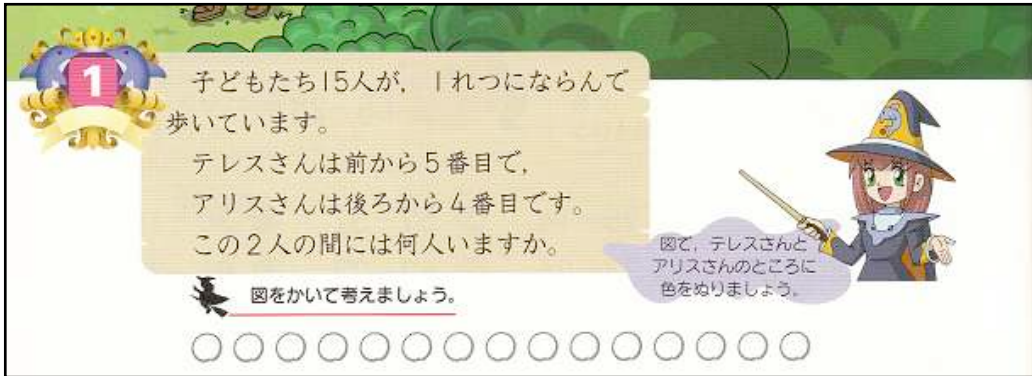 1
子どもたち15人が，1れつにならんで
歩いています。
テレスさんは前から5番目で，
アリスさんは後ろから4番目です。
この2人の間には何人いますか。
図で，テレスさんと
アリスさんのところに
色をぬりましょう。
図をかいて考えましょう。